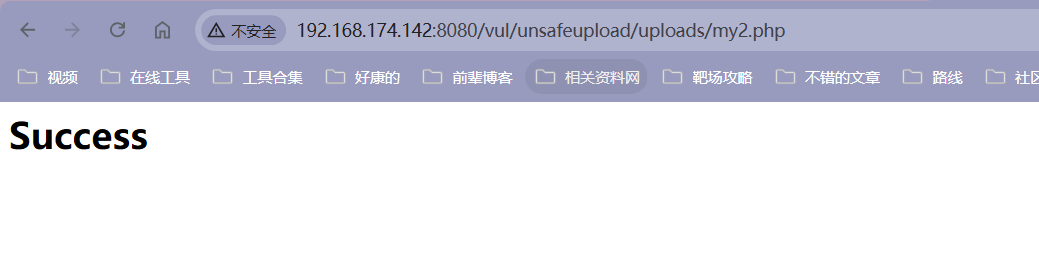 不安全 192.168.174.142:8080/vul/unsafeupload/uploads/my2.php
视频 在线工具 工具合集 好康的 前辈博客 相关资料网 靶场攻略 不错的文章 路线 社区
Success